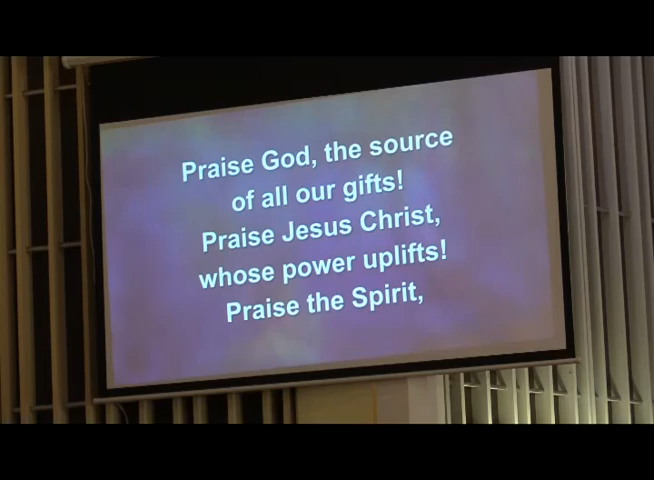 Praise God, the source
of all our gifts!
Praise Jesus Christ,
whose power uplifts!
Praise the Spirit,